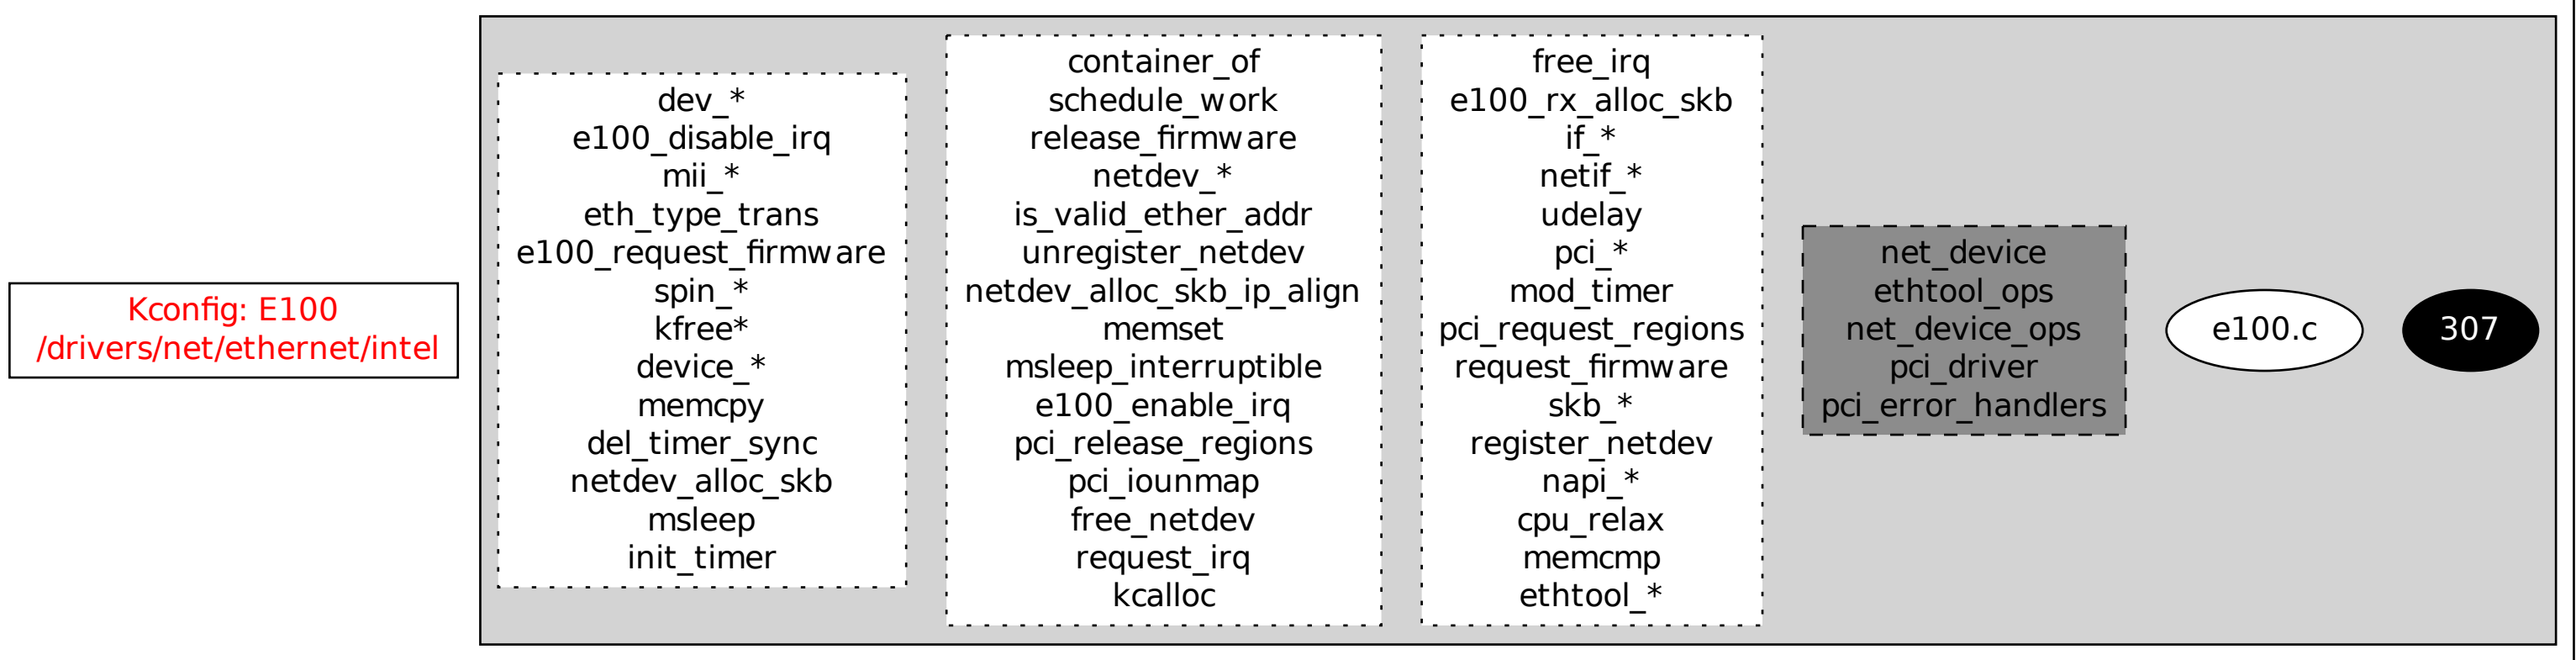 Kconfig: E100
/drivers/net/ethernet/intel
dev_*
e100_disable_irq
mii_*
eth_type_trans
e100_request_firmware
spin_*
kfree*
device_*
memcpy
del_timer_sync
netdev_alloc_skb
msleep
init_timer
container_of
schedule_work
release_firmware
netdev_*
is_valid_ether_addr
unregister_netdev
netdev_alloc_skb_ip_align
memset
msleep_interruptible
e100_enable_irq
pci_release_regions
pci_iounmap
free_netdev
request_irq
kcalloc
free_irq
e100_rx_alloc_skb
if_*
netif_*
udelay
pci_*
mod_timer
pci_request_regions
request_firmware
skb_*
register_netdev
napi_*
cpu_relax
memcmp
ethtool_*
net_device
ethtool_ops
net_device_ops
pci_driver
pci_error_handlers
e100.c
307